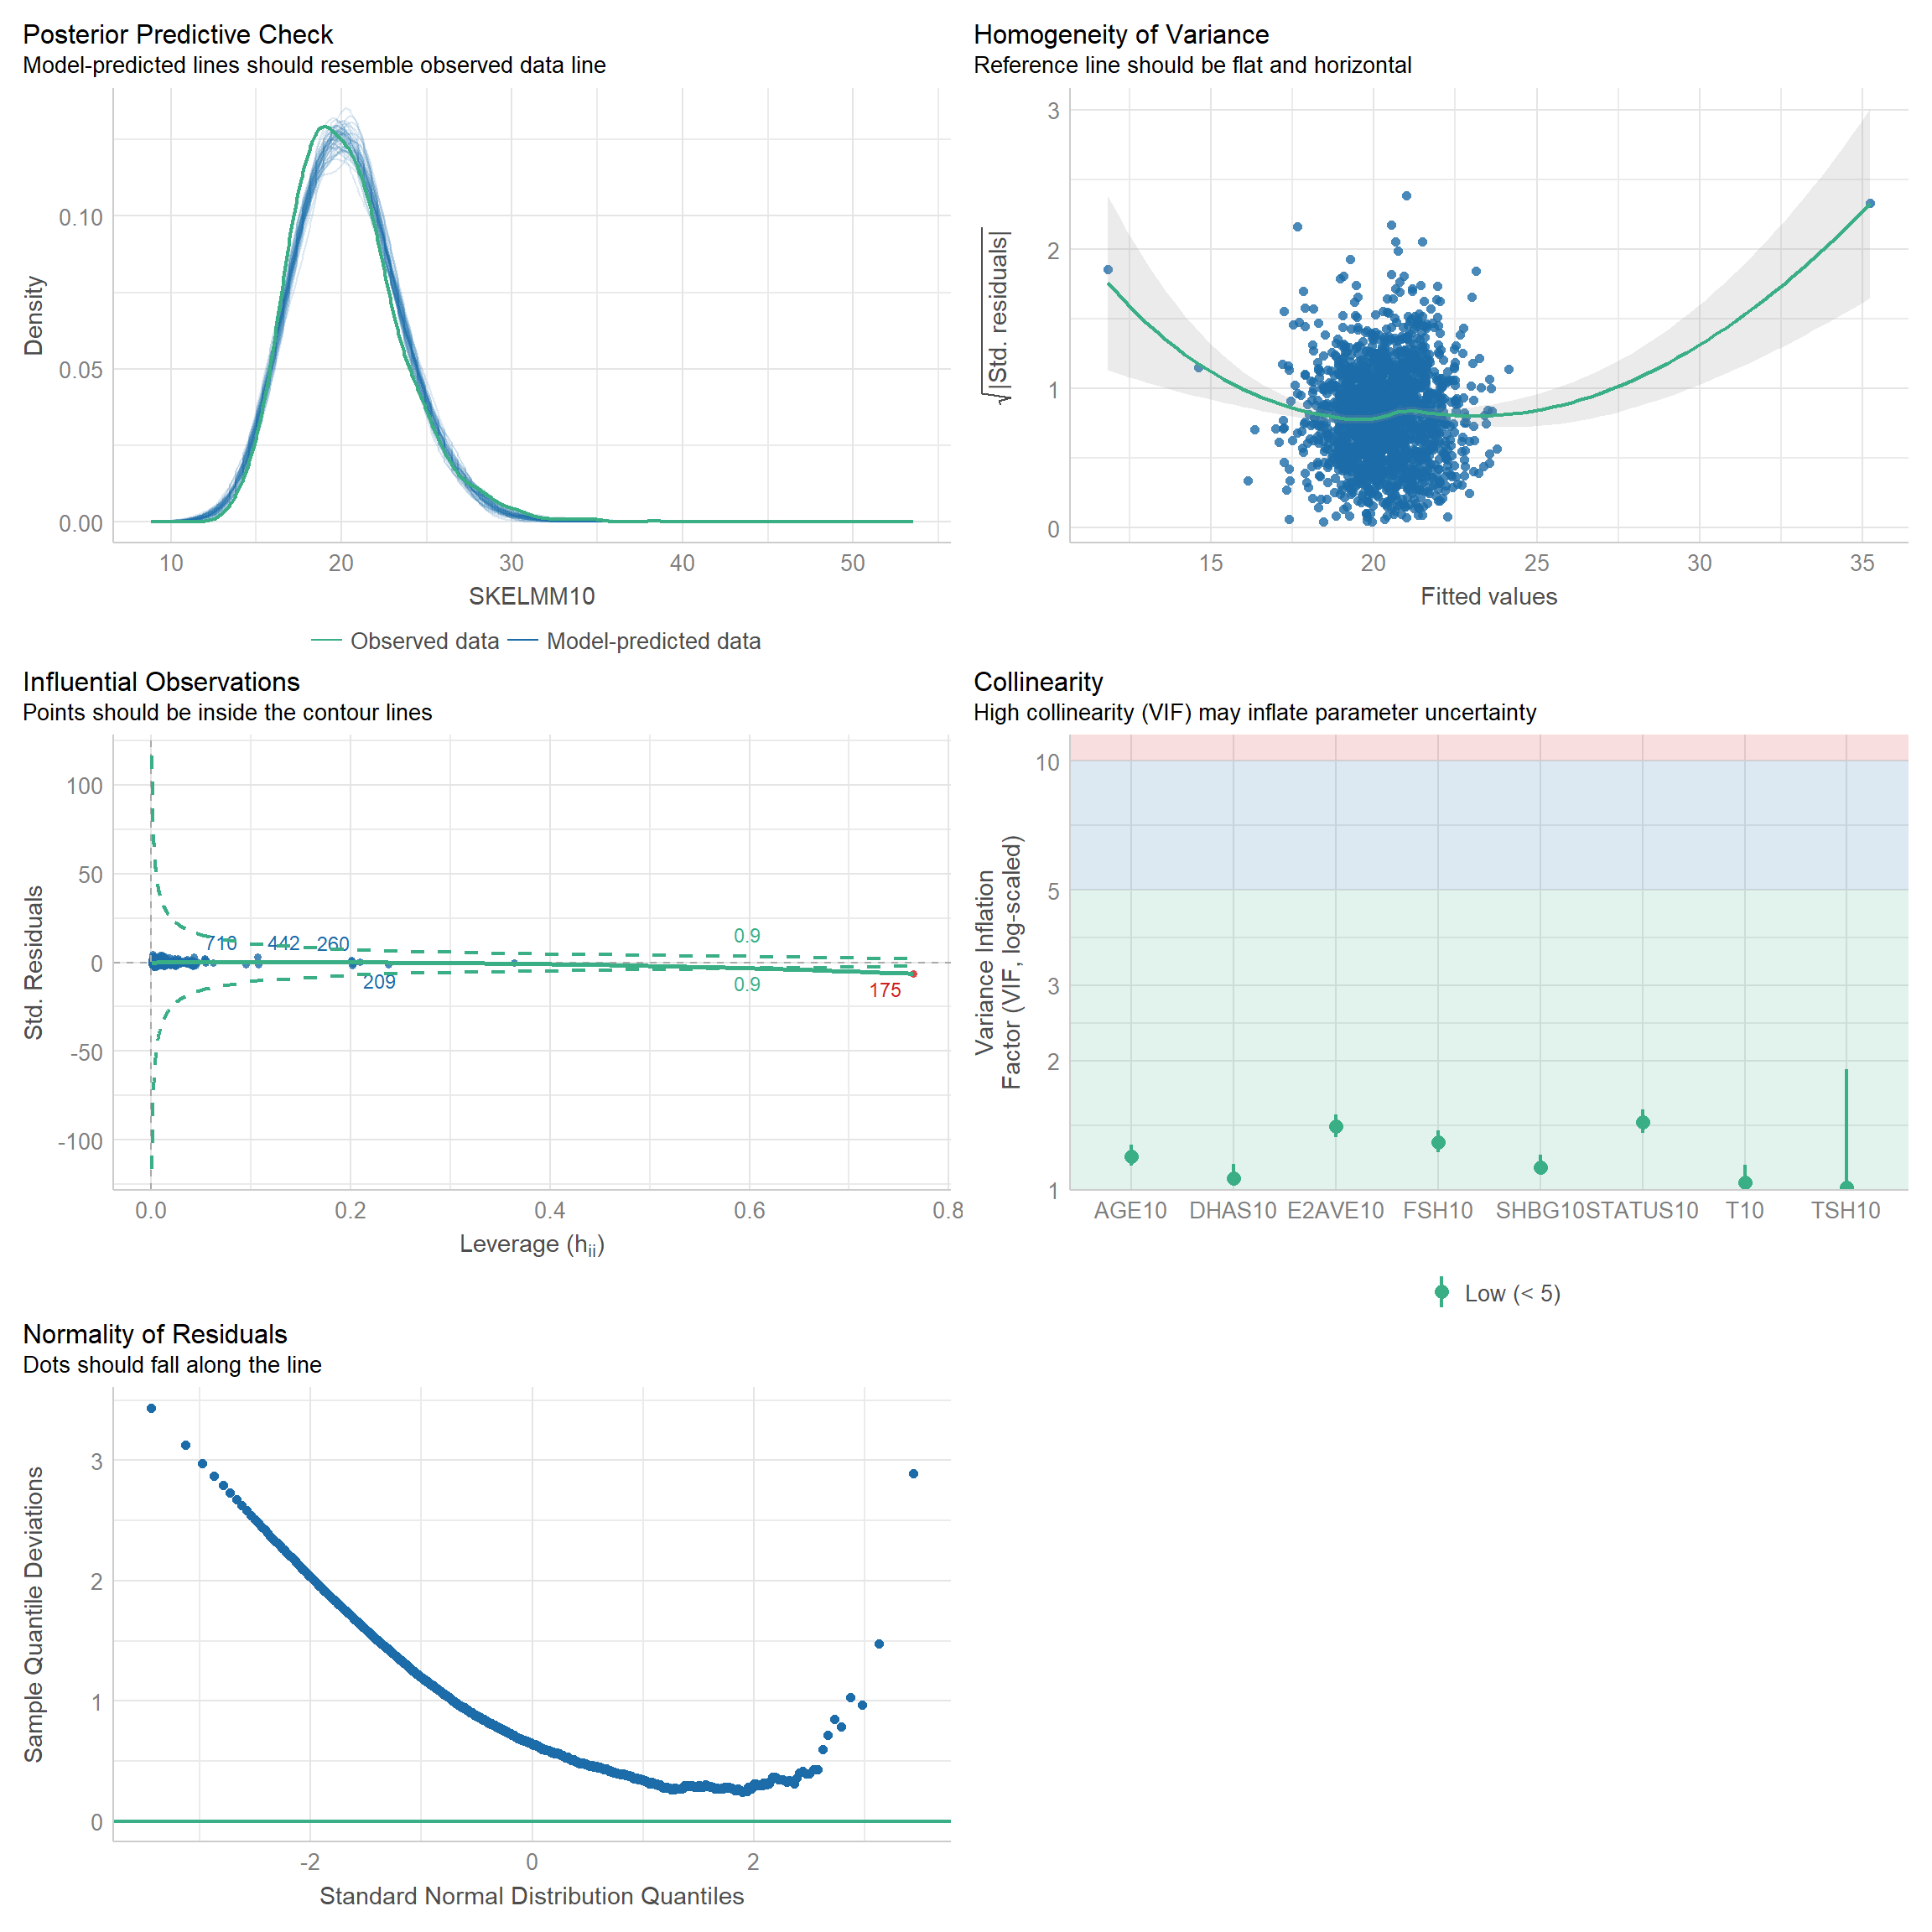 Posterior Predictive Check
Model-predicted lines should resemble observed data line
0.10
0.05
0.00
Density
10 20 30 40 50
SKELMM10
Observed data Model-predicted data
Homogeneity of Variance
Reference line should be flat and horizontal
3
2
1
0
√|Std. residuals|
15 20 25 30 35
Fitted values
Influential Observations
Points should be inside the contour lines
100
50
0
-50
-100
Std. Residuals
710 442 260
209
0.9
0.9
175
0.0 0.2 0.4 0.6 0.8
Leverage (hii)
Collinearity
High collinearity (VIF) may inflate parameter uncertainty
10
5
3
2
1
Variance Inflation
Factor (VIF, log-scaled)
AGE10 DHAS10 E2AVE10 FSH10 SHBG10 STATUS10 T10 TSH10
Low (< 5)
Normality of Residuals
Dots should fall along the line
3
2
1
0
Sample Quantile Deviations
-2 0 2
Standard Normal Distribution Quantiles